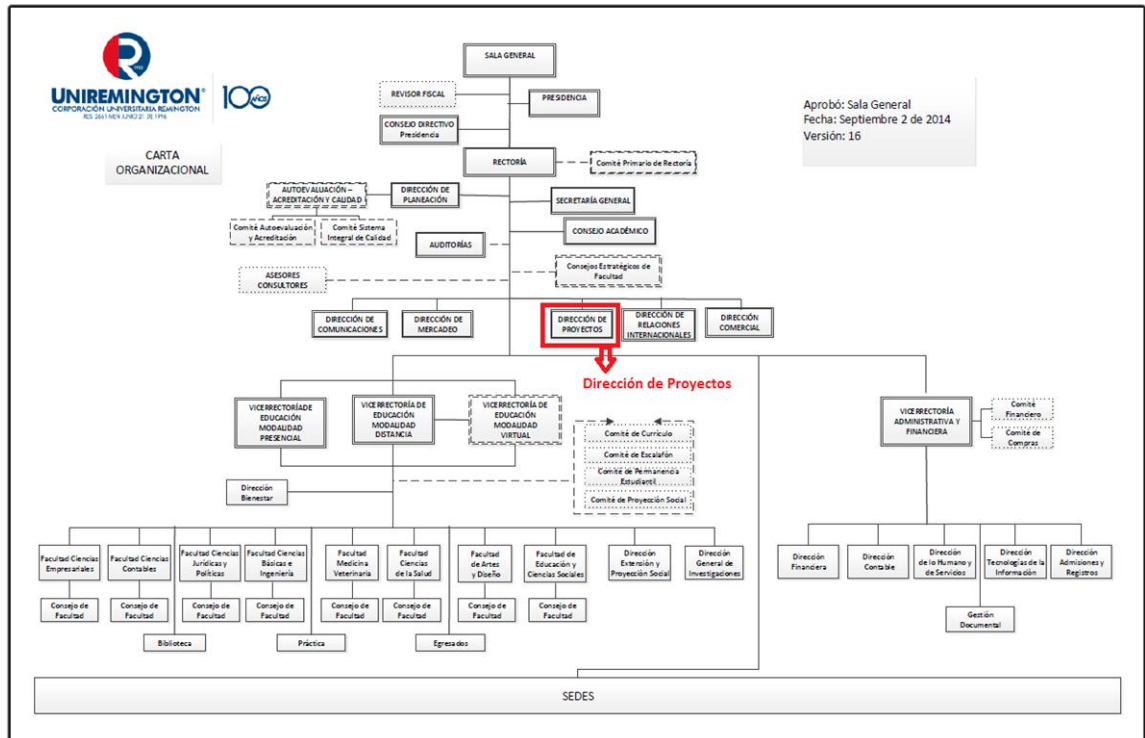 SALA GENERAL
REVISOR FISCAL
PRESIDENCIA
UNIREMINGTON®
CORPORACIÓN UNIVERSITARIA REMINGTON
RES. 2661 MEN JUNIO 21 DE 1996
100
AÑOS
Aprobó: Sala General
Fecha: Septiembre 2 de 2014
Versión: 16
CONSEJO DIRECTIVO
Presidencia
CARTA
ORGANIZACIONAL
RECTORÍA
Comité Primario de Rectoría
AUTOEVALUACIÓN –
ACREDITACIÓN Y CALIDAD
DIRECCIÓN DE
PLANEACIÓN
SECRETARÍA GENERAL
Comité Autoevaluación
y Acreditación
Comité Sistema
Integral de Calidad
AUDITORÍAS
CONSEJO ACADÉMICO
ASESORES
CONSULTORES
Consejos Estratégicos de
Facultad
DIRECCIÓN DE
COMUNICACIONES
DIRECCIÓN DE
MERCADEO
DIRECCIÓN DE
PROYECTOS
DIRECCIÓN DE
RELACIONES
INTERNACIONALES
DIRECCIÓN
COMERCIAL
Dirección de Proyectos
VICERRECTORÍADE
EDUCACIÓN
MODALIDAD
PRESENCIAL
VICERRECTORÍA DE
EDUCACIÓN
MODALIDAD
DISTANCIA
VICERRECTORÍA DE
EDUCACIÓN
MODALIDAD
VIRTUAL
Comité de Currículo
Comité de Escalafón
Comité de Permanencia
Estudiantil
Comité de Proyección Social
VICERRECTORÍA
ADMINISTRATIVA Y
FINANCIERA
Comité
Financiero
Comité de
Compras
Dirección
Bienestar
Facultad Ciencias
Empresariales
Facultad Ciencias
Contables
Facultad Ciencias
Jurídicas y
Políticas
Facultad Ciencias
Básicas e
Ingeniería
Facultad
Medicina
Veterinaria
Facultad
Ciencias
de la Salud
Facultad
de Artes
y Diseño
Facultad de
Educación y
Ciencias Sociales
Dirección
Extensión y
Proyección Social
Dirección
General de
Investigaciones
Dirección
Financiera
Dirección
Contable
Dirección
de lo Humano y
de Servicios
Dirección
Tecnologías de la
Información
Dirección
Admisiones y
Registros
Consejo de
Facultad
Consejo de
Facultad
Consejo de
Facultad
Consejo de
Facultad
Consejo de
Facultad
Consejo de
Facultad
Consejo de
Facultad
Consejo de
Facultad
Gestión
Documental
Biblioteca
Práctica
Egresados
SEDES